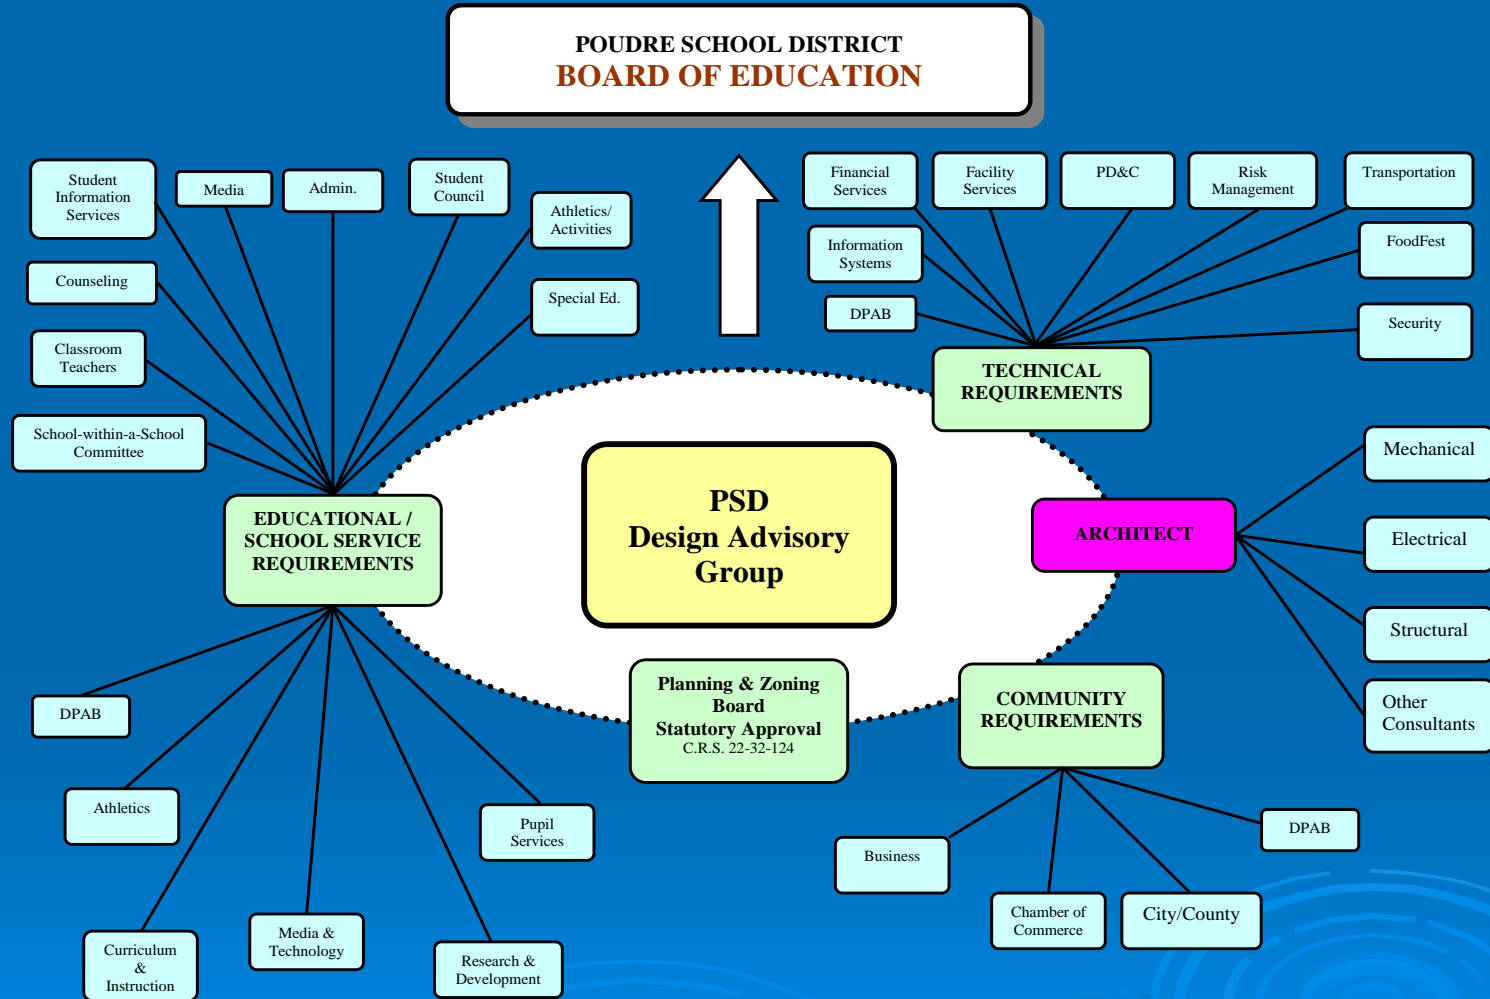 POUDRE SCHOOL DISTRICT
BOARD OF EDUCATION
Student
Information
Services
Media
Admin.
Student
Council
Athletics/
Activities
Counseling
Special Ed.
Classroom
Teachers
School-within-a-School
Committee
Financial
Services
Facility
Services
PD&C
Risk
Management
Transportation
Information
Systems
FoodFest
DPAB
Security
TECHNICAL
REQUIREMENTS
EDUCATIONAL /
SCHOOL SERVICE
REQUIREMENTS
PSD
Design Advisory
Group
ARCHITECT
Mechanical
Electrical
Structural
Other
Consultants
Planning & Zoning
Board
Statutory Approval
C.R.S. 22-32-124
COMMUNITY
REQUIREMENTS
DPAB
Athletics
Curriculum
&
Instruction
Media &
Technology
Research &
Development
Pupil
Services
Business
Chamber of
Commerce
City/County
DPAB